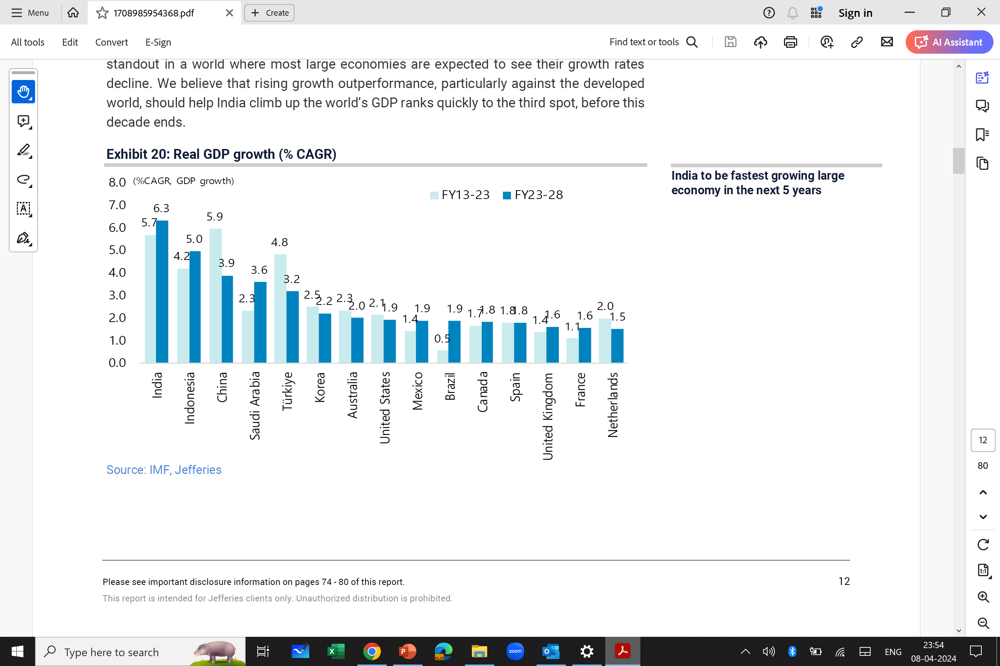 Menu
1708985954368.pdf
Create
Sign in
All tools
Edit
Convert
E-Sign
Find text or tools
AI Assistant
standout in a world where most large economies are expected to see their growth rates
decline. We believe that rising growth outperformance, particularly against the developed
world, should help India climb up the world's GDP ranks quickly to the third spot, before this
decade ends.
Exhibit 20: Real GDP growth (% CAGR)
India to be fastest growing large
economy in the next 5 years
(%CAGR, GDP growth)
FY13-23 FY23-28
8.0
7.0
6.0
5.0
4.0
3.0
2.0
1.0
0.0
5.7 6.3
4.2 5.0
5.9 3.9
2.3 3.6
4.8 3.2
2.5 2.2
2.3 2.0
2.1 1.9
1.4 1.9
0.5 1.9
1.7 1.8
1.8 1.8
1.4 1.6
1.1 1.6
2.0 1.5
India
Indonesia
China
Saudi Arabia
Türkiye
Korea
Australia
United States
Mexico
Brazil
Canada
Spain
United Kingdom
France
Netherlands
Source: IMF, Jefferies
Please see important disclosure information on pages 74 - 80 of this report.
12
This report is intended for Jefferies clients only. Unauthorized distribution is prohibited.
12
80
1:1
Type here to search
zoom
ENG
23:54
08-04-2024